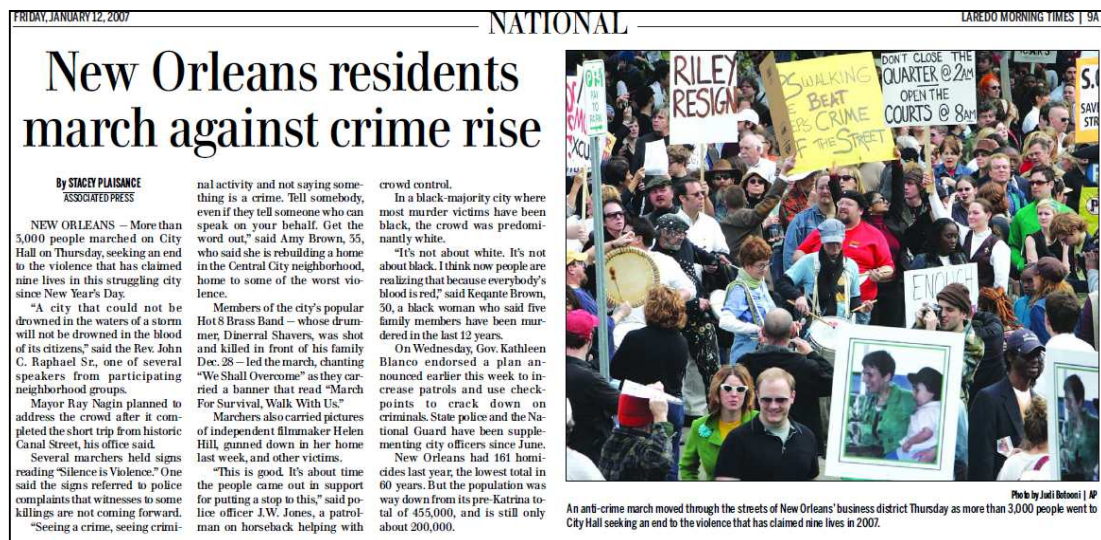 FRIDAY, JANUARY 12, 2007
NATIONAL
LAREDO MORNING TIMES | 9A
New Orleans residents
march against crime rise
By STACEY PLAISANCE
ASSOCIATED PRESS
NEW ORLEANS — More than
3,000 people marched on City
Hall on Thursday, seeking an end
to the violence that has claimed
nine lives in this struggling city
since New Year's Day.
“A city that could not be
drowned in the waters of a storm
will not be drowned in the blood
of its citizens,” said the Rev. John
C. Raphael Sr., one of several
speakers from participating
neighborhood groups.
Mayor Ray Nagin planned to
address the crowd after it com-
pleted the short trip from historic
Canal Street, his office said.
Several marchers held signs
reading “Silence is Violence.” One
said the signs referred to police
complaints that witnesses to some
killings are not coming forward.
“Seeing a crime, seeing crimi-
nal activity and not saying some-
thing is a crime. Tell somebody,
even if they tell someone who can
speak on your behalf. Get the
word out,” said Amy Brown, 35,
who said she is rebuilding a home
in the Central City neighborhood,
home to some of the worst vio-
lence.
Members of the city's popular
Hot 8 Brass Band — whose drum-
mer, Dinerral Shavers, was shot
and killed in front of his family
Dec. 28 — led the march, chanting
“We Shall Overcome” as they car-
ried a banner that read “March
For Survival, Walk With Us.”
Marchers also carried pictures
of independent filmmaker Helen
Hill, gunned down in her home
last week, and other victims.
“This is good. It's about time
the people came out in support
for putting a stop to this,” said po-
lice officer J.W. Jones, a patrol-
man on horseback helping with
crowd control.
In a black-majority city where
most murder victims have been
black, the crowd was predomi-
nantly white.
“It's not about white. It's not
about black. I think now people are
realizing that because everybody's
blood is red,” said Keqante Brown,
30, a black woman who said five
family members have been mur-
dered in the last 12 years.
On Wednesday, Gov. Kathleen
Blanco endorsed a plan an-
nounced earlier this week to in-
crease patrols and use check-
points to crack down on
criminals. State police and the Na-
tional Guard have been supple-
menting city officers since June.
New Orleans had 161 homi-
cides last year, the lowest total in
60 years. But the population was
way down from its pre-Katrina to-
tal of 455,000, and is still only
about 200,000.
RILEY
RESIGN
WALKING
BEAT
CRIME
OF THE STREET
DON'T CLOSE THE
QUARTER @ 2AM
OPEN THE
COURTS @ 8AM
PAY
TO
PARK
ENOUGH
Photo by Judi Bottoni | AP
An anti-crime march moved through the streets of New Orleans' business district Thursday as more than 3,000 people went to
City Hall seeking an end to the violence that has claimed nine lives in 2007.